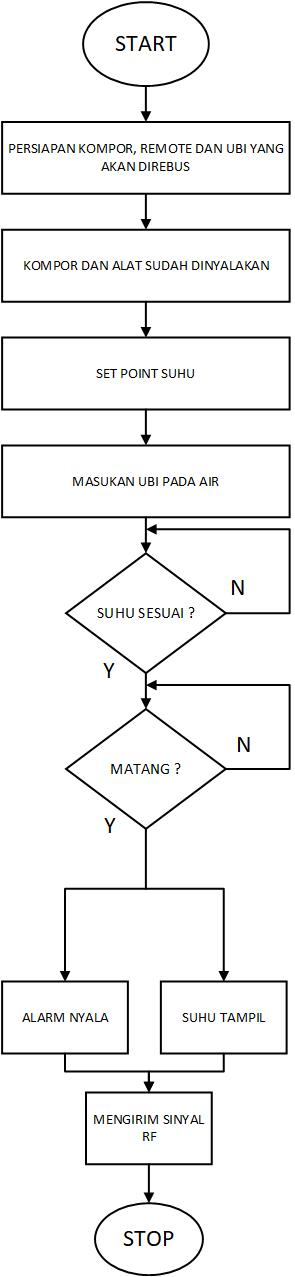 START
PERSIAPAN KOMPOR, REMOTE DAN UBI YANG
AKAN DIREBUS
KOMPOR DAN ALAT SUDAH DINYALAKAN
SET POINT SUHU
MASUKAN UBI PADA AIR
SUHU SESUAI ?
N
Y
MATANG ?
N
Y
ALARM NYALA
SUHU TAMPIL
MENGIRIM SINYAL
RF
STOP